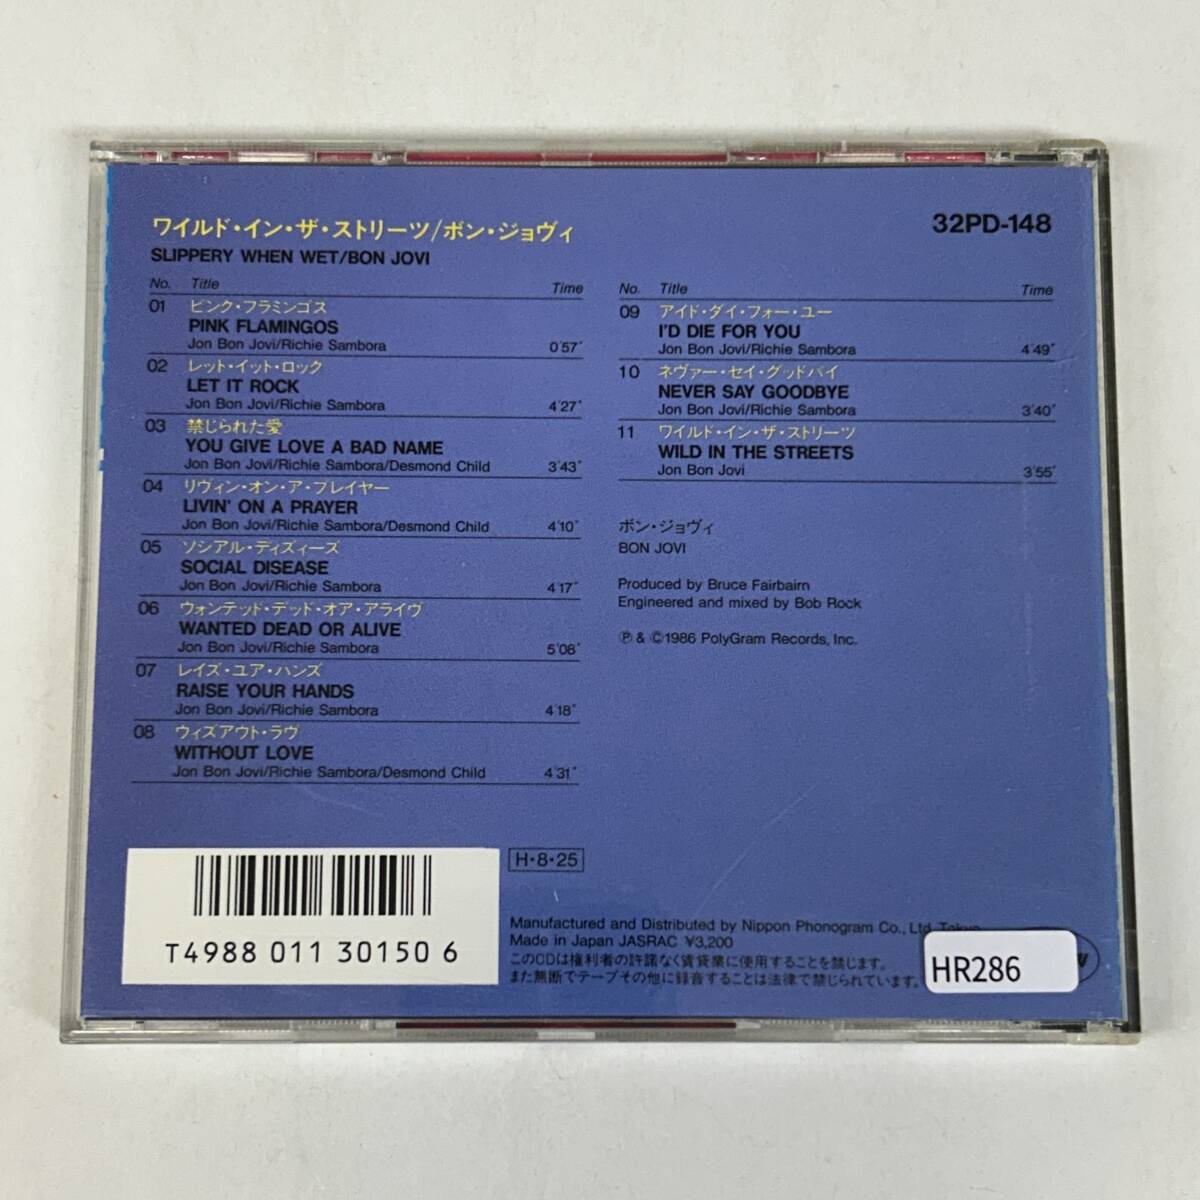 ワイルド・イン・ザ・ストリーツ/ボン・ジョヴィ
SLIPPERY WHEN WET/BON JOVI
32PD-148
No. Title Time
01 ピンク・フラミンゴス
PINK FLAMINGOS
Jon Bon Jovi/Richie Sambora 0'57"
02 レット・イット・ロック
LET IT ROCK
Jon Bon Jovi/Richie Sambora 4'27"
03 禁じられた愛
YOU GIVE LOVE A BAD NAME
Jon Bon Jovi/Richie Sambora/Desmond Child 3'43"
04 リヴィン・オン・ア・プレイヤー
LIVIN' ON A PRAYER
Jon Bon Jovi/Richie Sambora/Desmond Child 4'10"
05 ソシアル・ディズィーズ
SOCIAL DISEASE
Jon Bon Jovi/Richie Sambora 4'17"
06 ウォンテッド・デッド・オア・アライヴ
WANTED DEAD OR ALIVE
Jon Bon Jovi/Richie Sambora 5'08"
07 レイズ・ユア・ハンズ
RAISE YOUR HANDS
Jon Bon Jovi/Richie Sambora 4'18"
08 ウィズアウト・ラヴ
WITHOUT LOVE
Jon Bon Jovi/Richie Sambora/Desmond Child 4'31"
No. Title Time
09 アイド・ダイ・フォー・ユー
I'D DIE FOR YOU
Jon Bon Jovi/Richie Sambora 4'49"
10 ネヴァー・セイ・グッドバイ
NEVER SAY GOODBYE
Jon Bon Jovi/Richie Sambora 3'40"
11 ワイルド・イン・ザ・ストリーツ
WILD IN THE STREETS
Jon Bon Jovi 3'55"
ボン・ジョヴィ
BON JOVI
Produced by Bruce Fairbairn
Engineered and mixed by Bob Rock
Ⓟ & ©1986 PolyGram Records, Inc.
H・8・25
T4988 011 30150 6
Manufactured and Distributed by Nippon Phonogram Co., Ltd. Tokyo
Made in Japan JASRAC ¥3,200
このCDは権利者の許諾なく賃貸業に使用することを禁じます。
また無断でテープその他に録音することは法律で禁じられています。
HR286